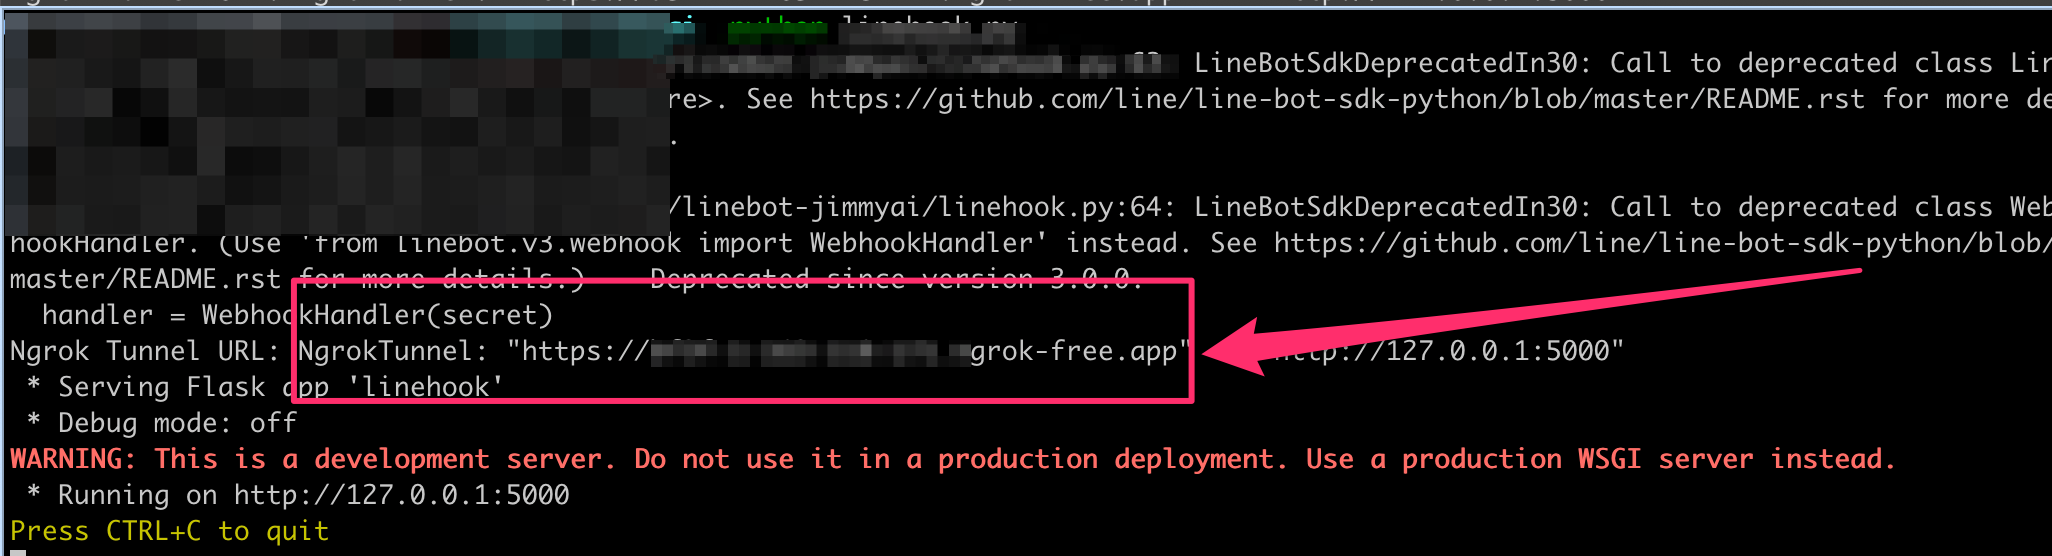 python linehook.py
LineBotSdkDeprecatedIn30: Call to deprecated class Lin
re>. See https://github.com/line/line-bot-sdk-python/blob/master/README.rst for more de
.
/linebot-jimmyai/linehook.py:64: LineBotSdkDeprecatedIn30: Call to deprecated class Web
hookHandler. (Use 'from linebot.v3.webhook import WebhookHandler' instead. See https://github.com/line/line-bot-sdk-python/blob/
master/README.rst for more details.) -- Deprecated since version 3.0.0.
handler = WebhookHandler(secret)
Ngrok Tunnel URL: NgrokTunnel: "https:// grok-free.app" http://127.0.0.1:5000"
* Serving Flask app 'linehook'
* Debug mode: off
WARNING: This is a development server. Do not use it in a production deployment. Use a production WSGI server instead.
* Running on http://127.0.0.1:5000
Press CTRL+C to quit